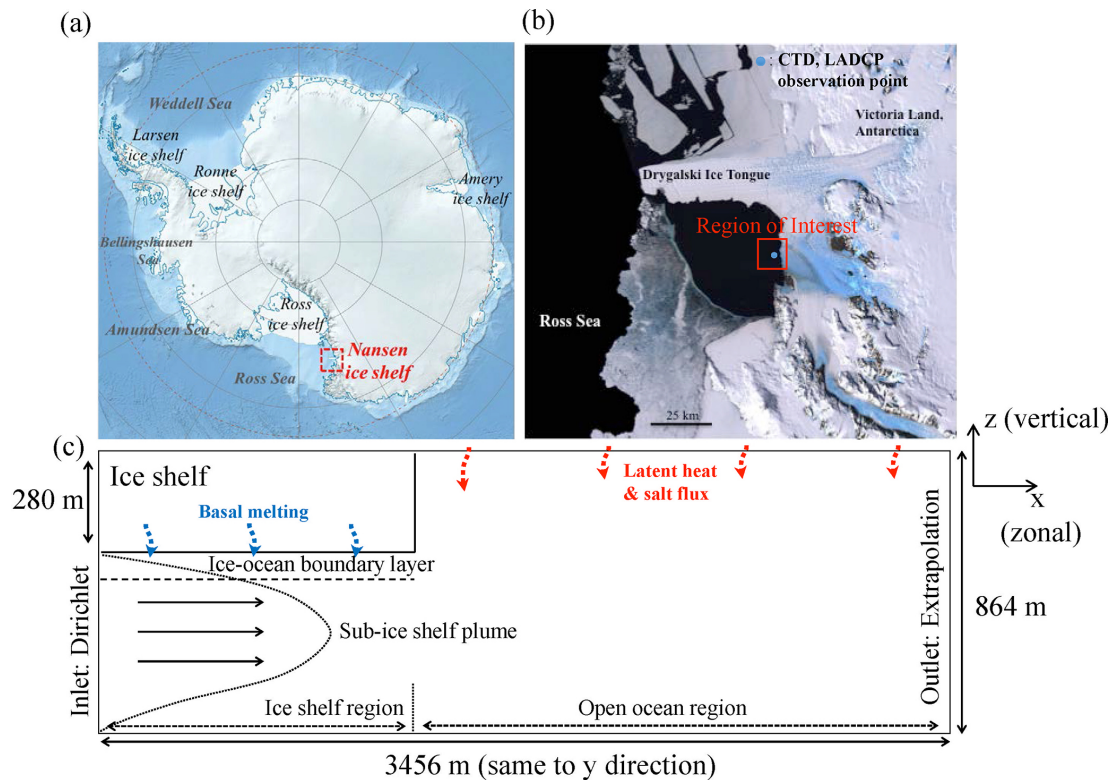 (a)
Weddell Sea
Larsen
ice shelf
Ronne
ice shelf
Amery
ice shelf
Bellingshausen
Sea
Amundsen Sea
Ross
ice shelf
Ross Sea
Nansen
ice shelf
(b)
: CTD, LADCP
observation point
Victoria Land,
Antarctica
Drygalski Ice Tongue
Region of Interest
Ross Sea
25 km
(c)
z (vertical)
x
(zonal)
280 m
Ice shelf
Basal melting
Latent heat
& salt flux
Ice-ocean boundary layer
Inlet: Dirichlet
Sub-ice shelf plume
Outlet: Extrapolation
864 m
Ice shelf region
Open ocean region
3456 m (same to y direction)